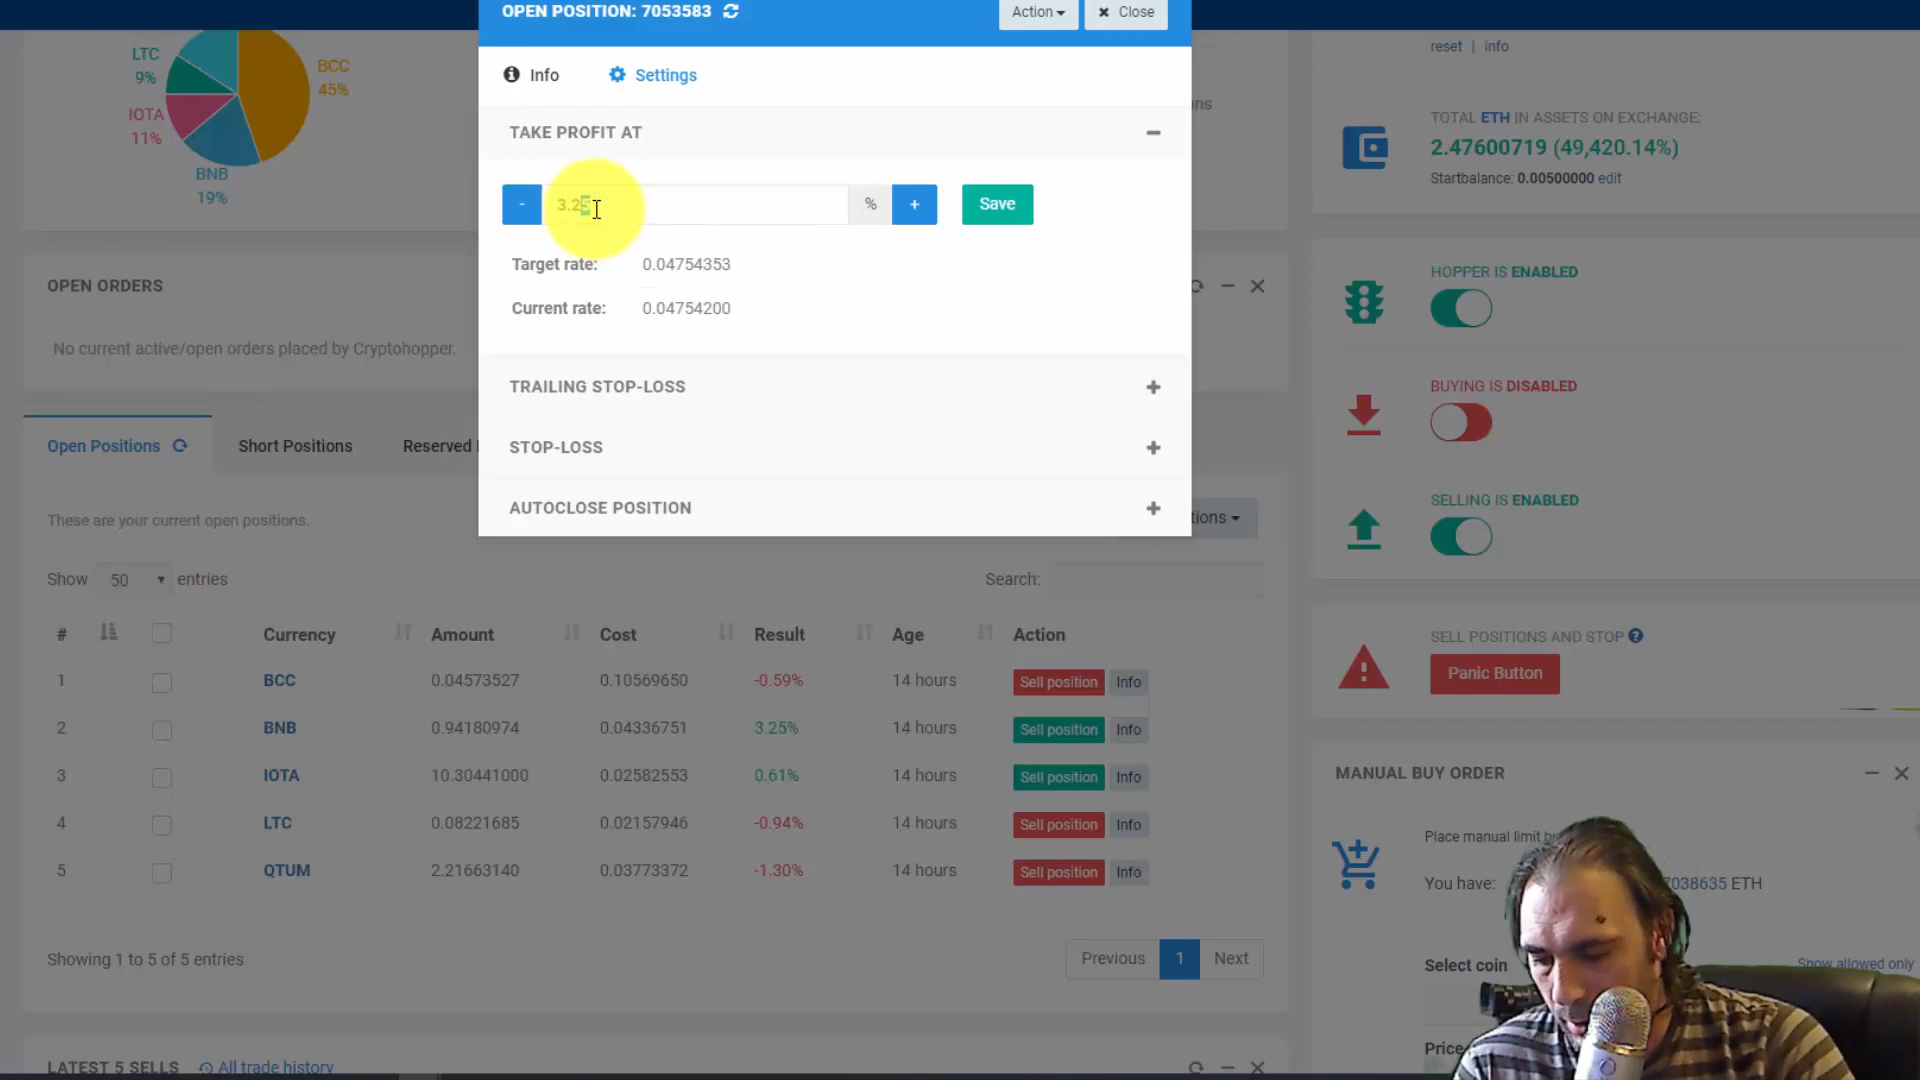 OPEN POSITION: 7053583
Action
Close
Info
Settings
TAKE PROFIT AT
-
3.25
%
+
Save
Target rate: 0.04754353
Current rate: 0.04754200
TRAILING STOP-LOSS
STOP-LOSS
AUTOCLOSE POSITION
LTC
9%
BCC
45%
IOTA
11%
BNB
19%
OPEN ORDERS
No current active/open orders placed by Cryptohopper.
Open Positions
Short Positions
Reserved
These are your current open positions.
Show 50 entries
Search:
# Currency Amount Cost Result Age Action
1 BCC 0.04573527 0.10569650 -0.59% 14 hours Sell position Info
2 BNB 0.94180974 0.04336751 3.25% 14 hours Sell position Info
3 IOTA 10.30441000 0.02582553 0.61% 14 hours Sell position Info
4 LTC 0.08221685 0.02157946 -0.94% 14 hours Sell position Info
5 QTUM 2.21663140 0.03773372 -1.30% 14 hours Sell position Info
Showing 1 to 5 of 5 entries
Previous 1 Next
LATEST 5 SELLS All trade history
reset | info
TOTAL ETH IN ASSETS ON EXCHANGE:
2.47600719 (49,420.14%)
Startbalance: 0.00500000 edit
HOPPER IS ENABLED
BUYING IS DISABLED
SELLING IS ENABLED
SELL POSITIONS AND STOP
Panic Button
MANUAL BUY ORDER
Place manual limit
You have: 7038635 ETH
Select coin
Show allowed only
Price